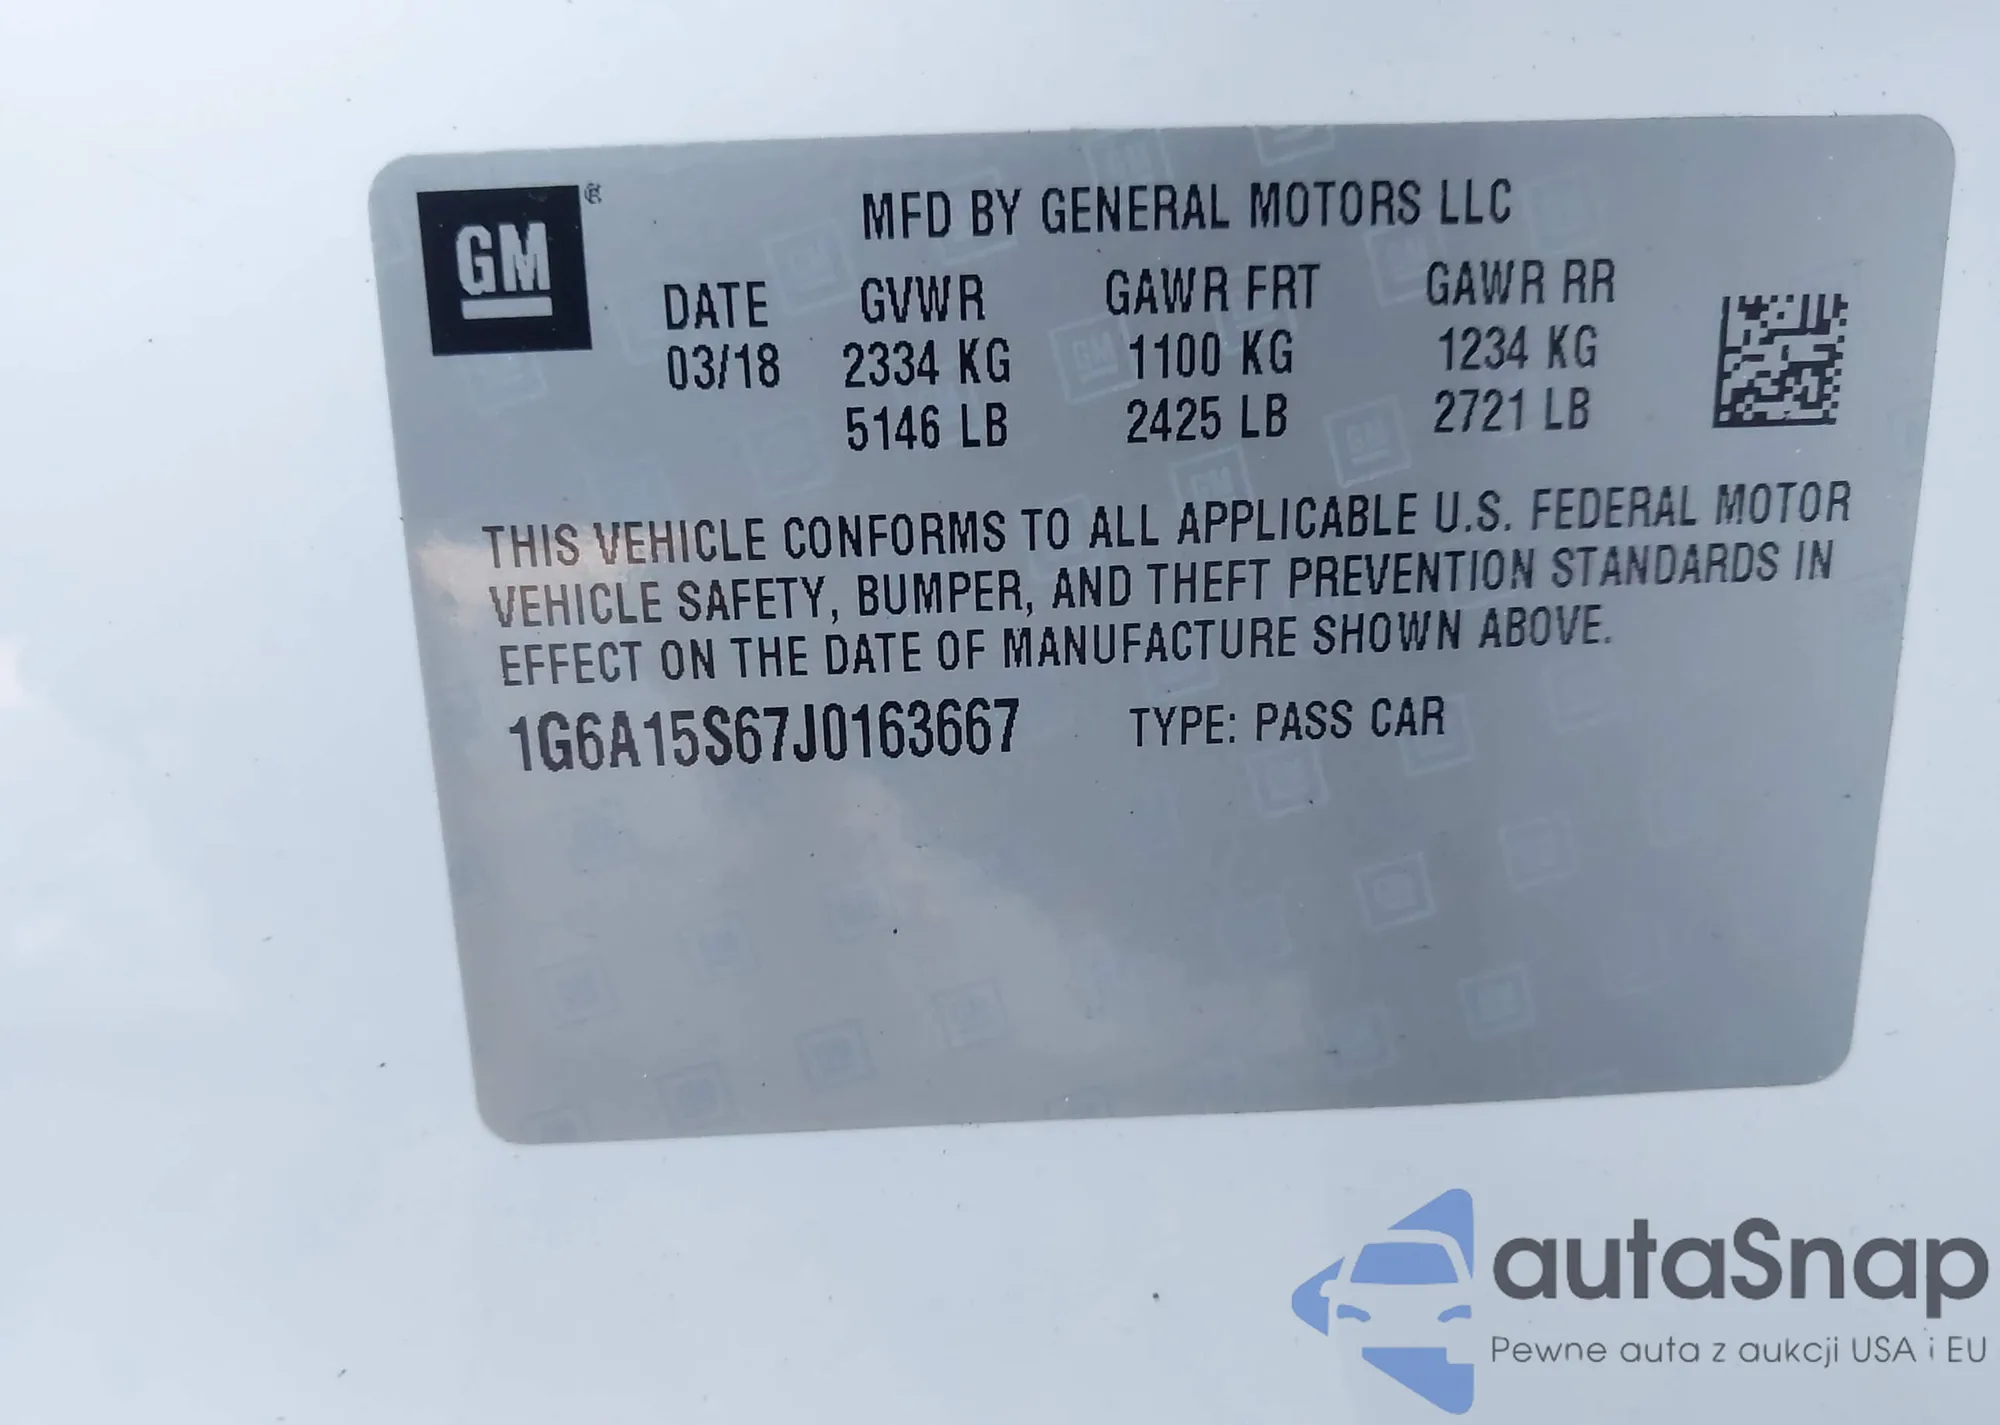 GM
MFD BY GENERAL MOTORS LLC
DATE GVWR GAWR FRT GAWR RR
03/18 2334 KG 1100 KG 1234 KG
5146 LB 2425 LB 2721 LB
THIS VEHICLE CONFORMS TO ALL APPLICABLE U.S. FEDERAL MOTOR
VEHICLE SAFETY, BUMPER, AND THEFT PREVENTION STANDARDS IN
EFFECT ON THE DATE OF MANUFACTURE SHOWN ABOVE.
1G6A15S67J0163667 TYPE: PASS CAR
autaSnap
Pewne auta z aukcji USA i EU